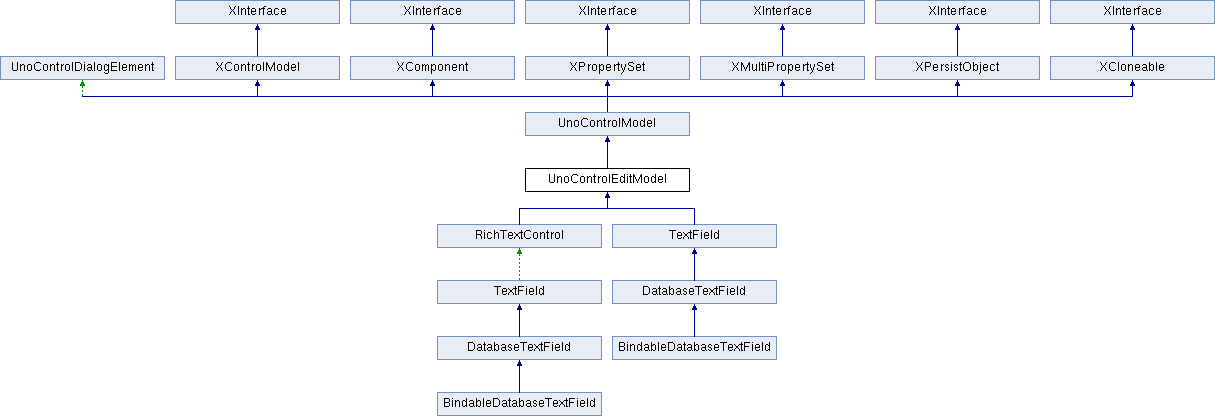 XInterface XInterface XInterface XInterface XInterface XInterface
UnoControlDialogElement XControlModel XComponent XPropertySet XMultiPropertySet XPersistObject XCloneable
UnoControlModel
UnoControlEditModel
RichTextControl TextField
TextField DatabaseTextField
DatabaseTextField BindableDatabaseTextField
BindableDatabaseTextField